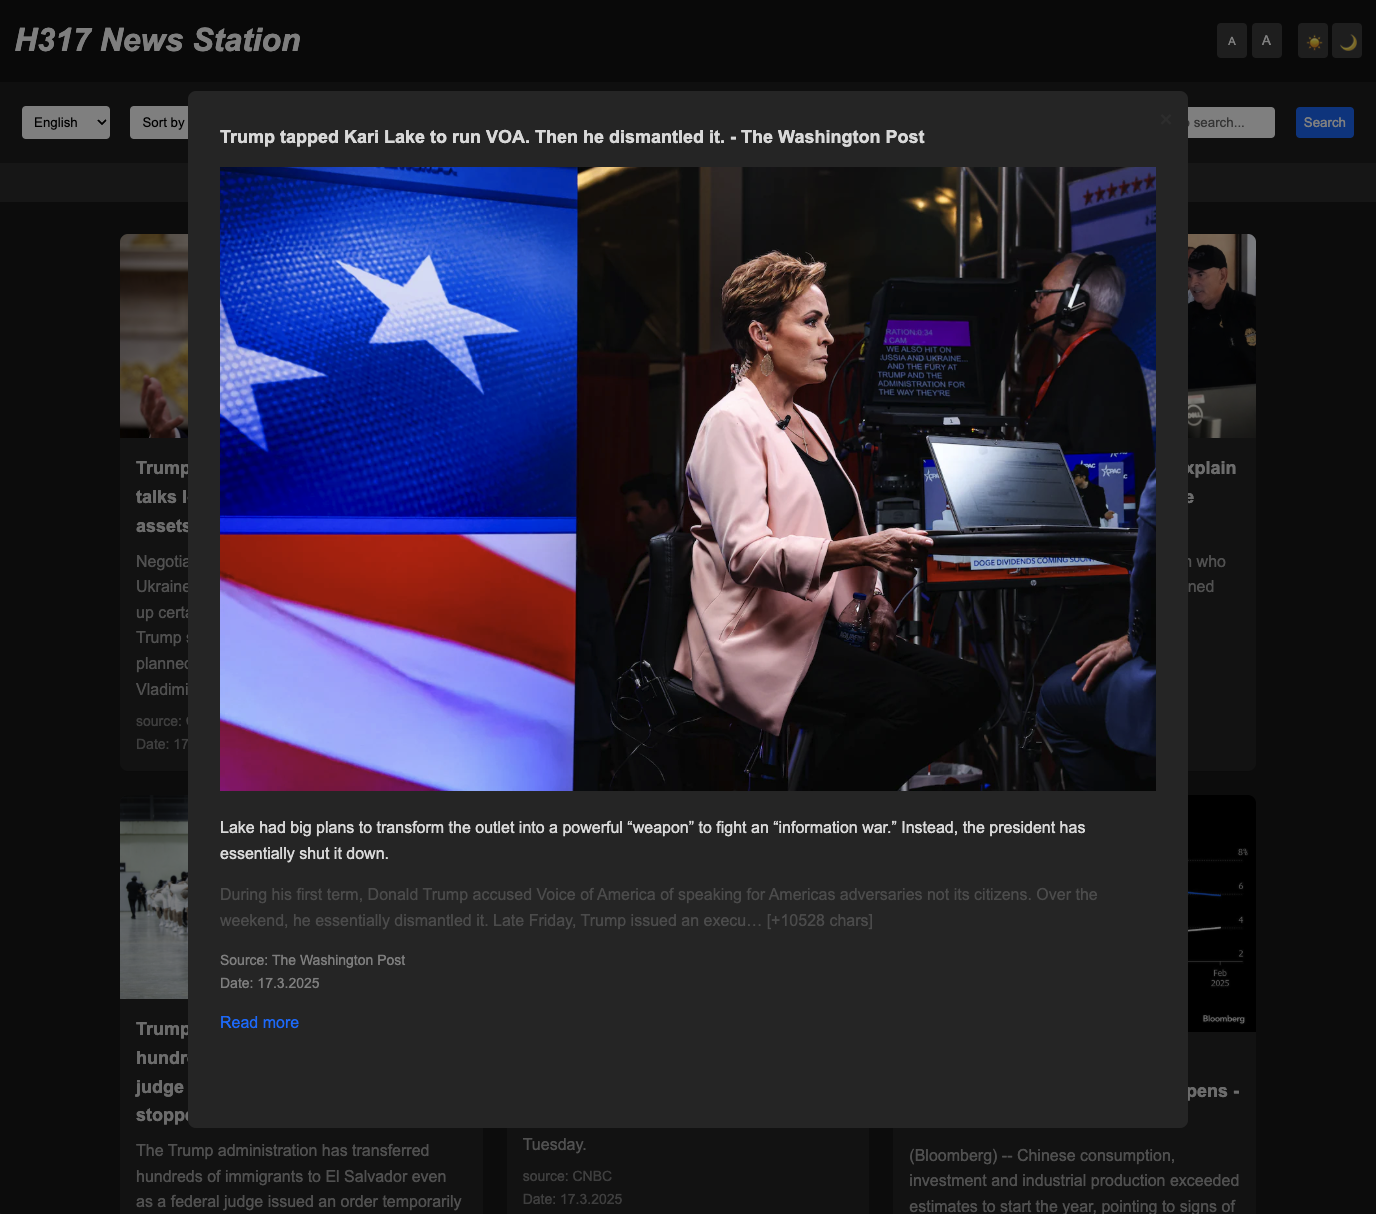 H317 News Station
A
A
English
Sort by
search...
Search
×
Trump tapped Kari Lake to run VOA. Then he dismantled it. - The Washington Post
RATION:0:34
CAM
WE ALSO HIT ON
USSIA AND UKRAINE...
AND THE FURY AT
TRUMP AND THE
ADMINISTRATION FOR
THE WAY THEY'RE
1
CPAC
CPAC
DOGE DIVIDENDS COMING SOON
hp
DELL
Lake had big plans to transform the outlet into a powerful “weapon” to fight an “information war.” Instead, the president has
essentially shut it down.
During his first term, Donald Trump accused Voice of America of speaking for Americas adversaries not its citizens. Over the
weekend, he essentially dismantled it. Late Friday, Trump issued an execu… [+10528 chars]
Source: The Washington Post
Date: 17.3.2025
Read more
Trump
talks l
assets
Negotia
Ukraine
up certa
Trump s
planned
Vladimi
source:
Date: 17
xplain
e
n who
ned
Trump
hundr
judge
stoppe
The Trump administration has transferred
hundreds of immigrants to El Salvador even
as a federal judge issued an order temporarily
Tuesday.
source: CNBC
Date: 17.3.2025
8%
6
4
2
Feb
2025
Bloomberg
pens -
(Bloomberg) -- Chinese consumption,
investment and industrial production exceeded
estimates to start the year, pointing to signs of